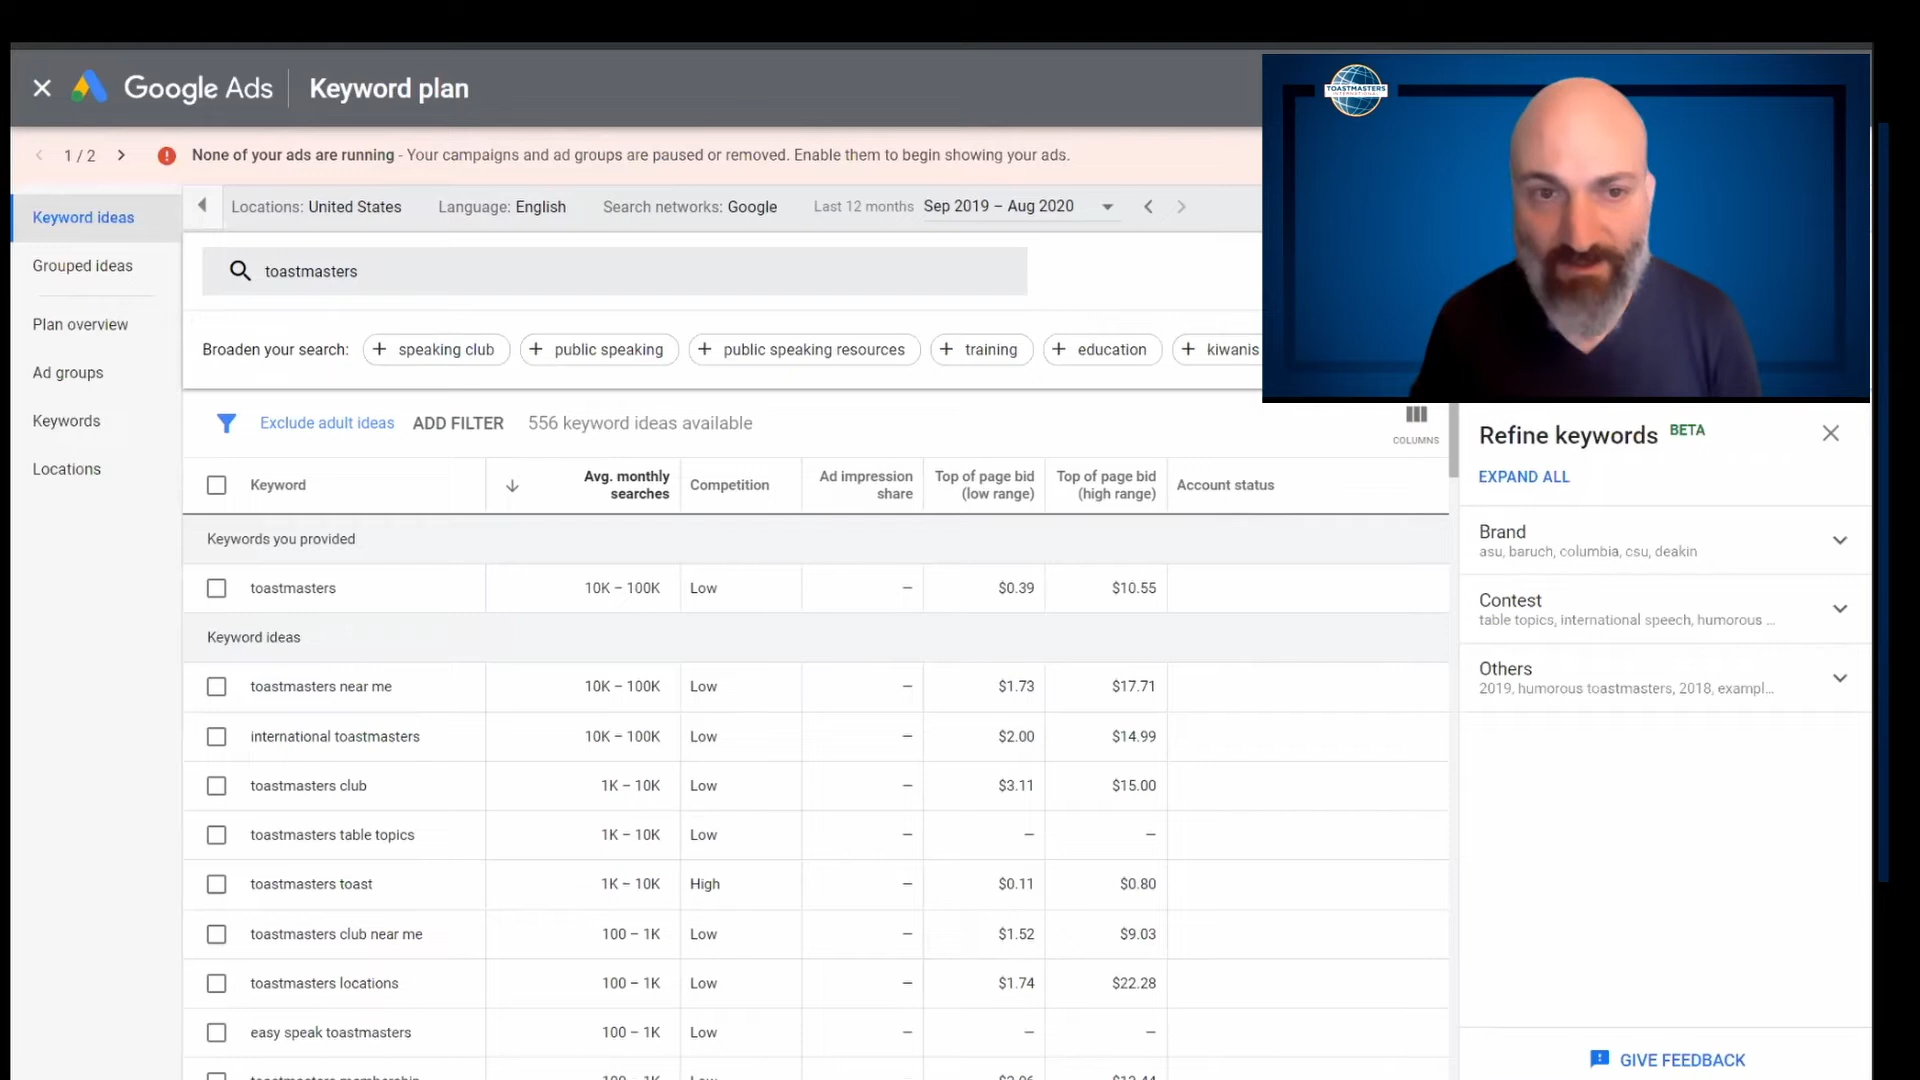 Google Ads
Keyword plan
TOASTMASTERS
INTERNATIONAL
1 / 2
None of your ads are running - Your campaigns and ad groups are paused or removed. Enable them to begin showing your ads.
Keyword ideas
Grouped ideas
Plan overview
Ad groups
Keywords
Locations
Locations: United States Language: English Search networks: Google Last 12 months Sep 2019 – Aug 2020
toastmasters
Broaden your search: + speaking club + public speaking + public speaking resources + training + education + kiwanis
Exclude adult ideas ADD FILTER 556 keyword ideas available
COLUMNS
Keyword Avg. monthly searches Competition Ad impression share Top of page bid (low range) Top of page bid (high range) Account status
Keywords you provided
toastmasters 10K – 100K Low – $0.39 $10.55
Keyword ideas
toastmasters near me 10K – 100K Low – $1.73 $17.71
international toastmasters 10K – 100K Low – $2.00 $14.99
toastmasters club 1K – 10K Low – $3.11 $15.00
toastmasters table topics 1K – 10K Low – – –
toastmasters toast 1K – 10K High – $0.11 $0.80
toastmasters club near me 100 – 1K Low – $1.52 $9.03
toastmasters locations 100 – 1K Low – $1.74 $22.28
easy speak toastmasters 100 – 1K Low – – –
Refine keywords BETA
EXPAND ALL
Brand
asu, baruch, columbia, csu, deakin
Contest
table topics, international speech, humorous ...
Others
2019, humorous toastmasters, 2018, exampl...
GIVE FEEDBACK